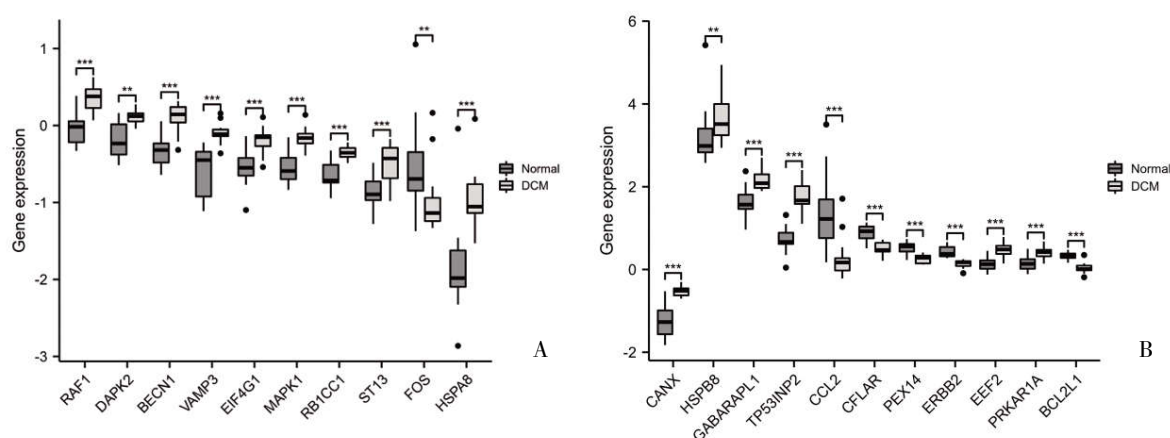 Gene expression
1
0
-1
-2
-3
***
**
***
***
***
***
***
***
**
***
RAF1
DAPK2
BECN1
VAMP3
EIF4G1
MAPK1
RB1CC1
ST13
FOS
HSPA8
Normal
DCM
A
Gene expression
6
4
2
0
-2
***
**
***
***
***
***
***
***
***
***
***
CANX
HSPB8
GABARAPL1
TP53INP2
CCL2
CFLAR
PEX14
ERBB2
EEF2
PRKAR1A
BCL2L1
Normal
DCM
B